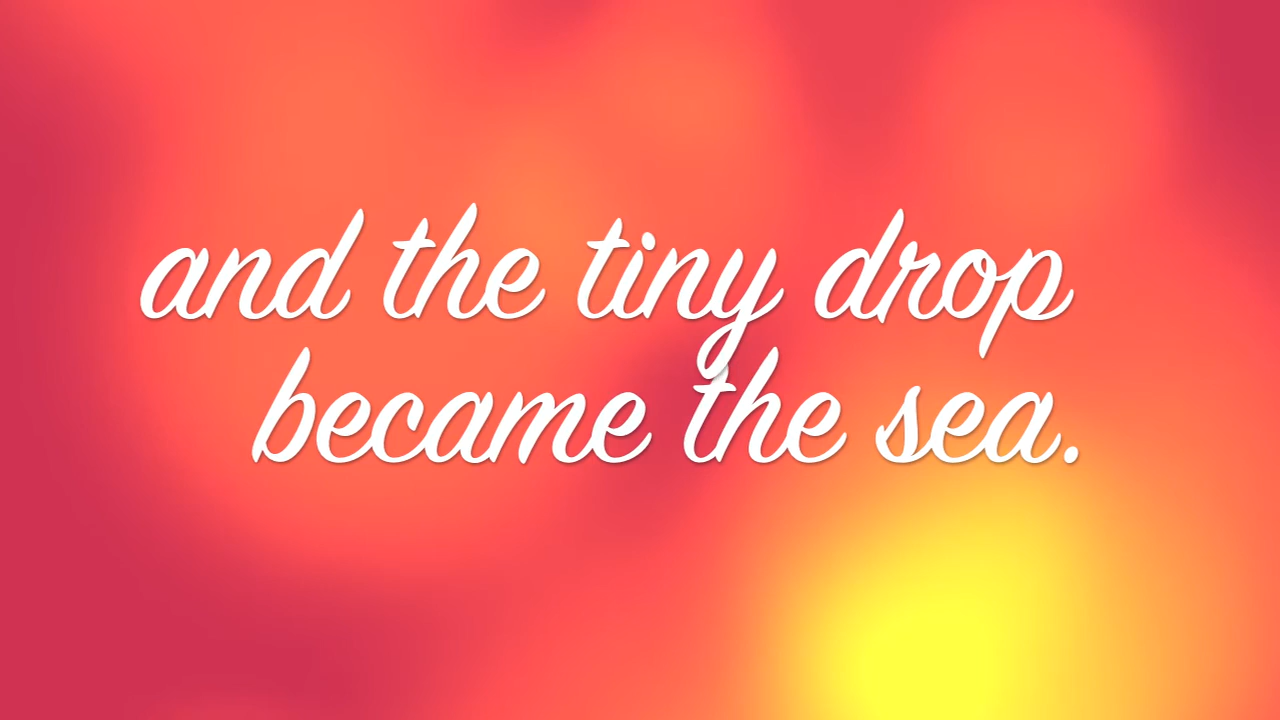 and the tiny drop
became the sea.